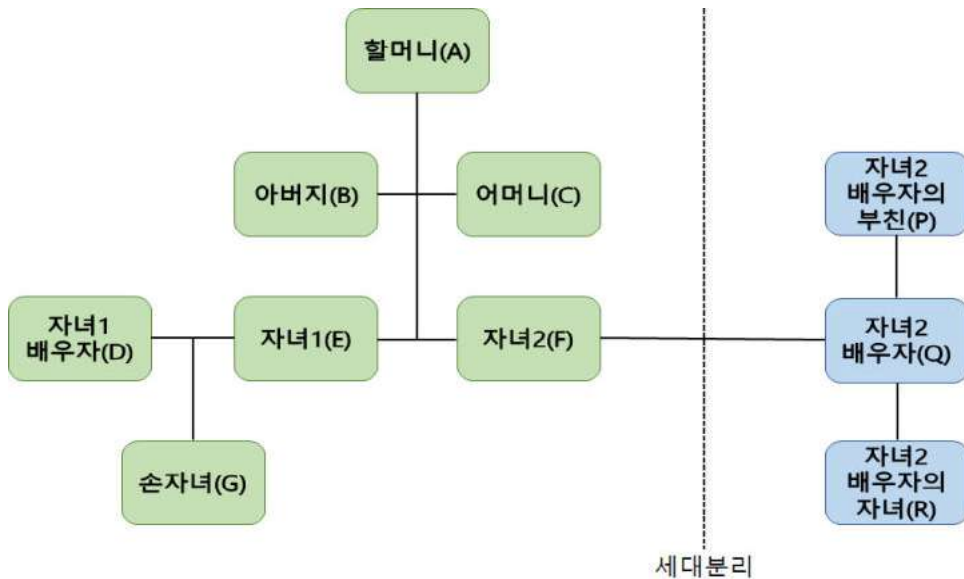 할머니(A)
아버지(B)
어머니(C)
자녀2
배우자의
부친(P)
자녀1
배우자(D)
자녀1(E)
자녀2(F)
자녀2
배우자(Q)
손자녀(G)
자녀2
배우자의
자녀(R)
세대분리